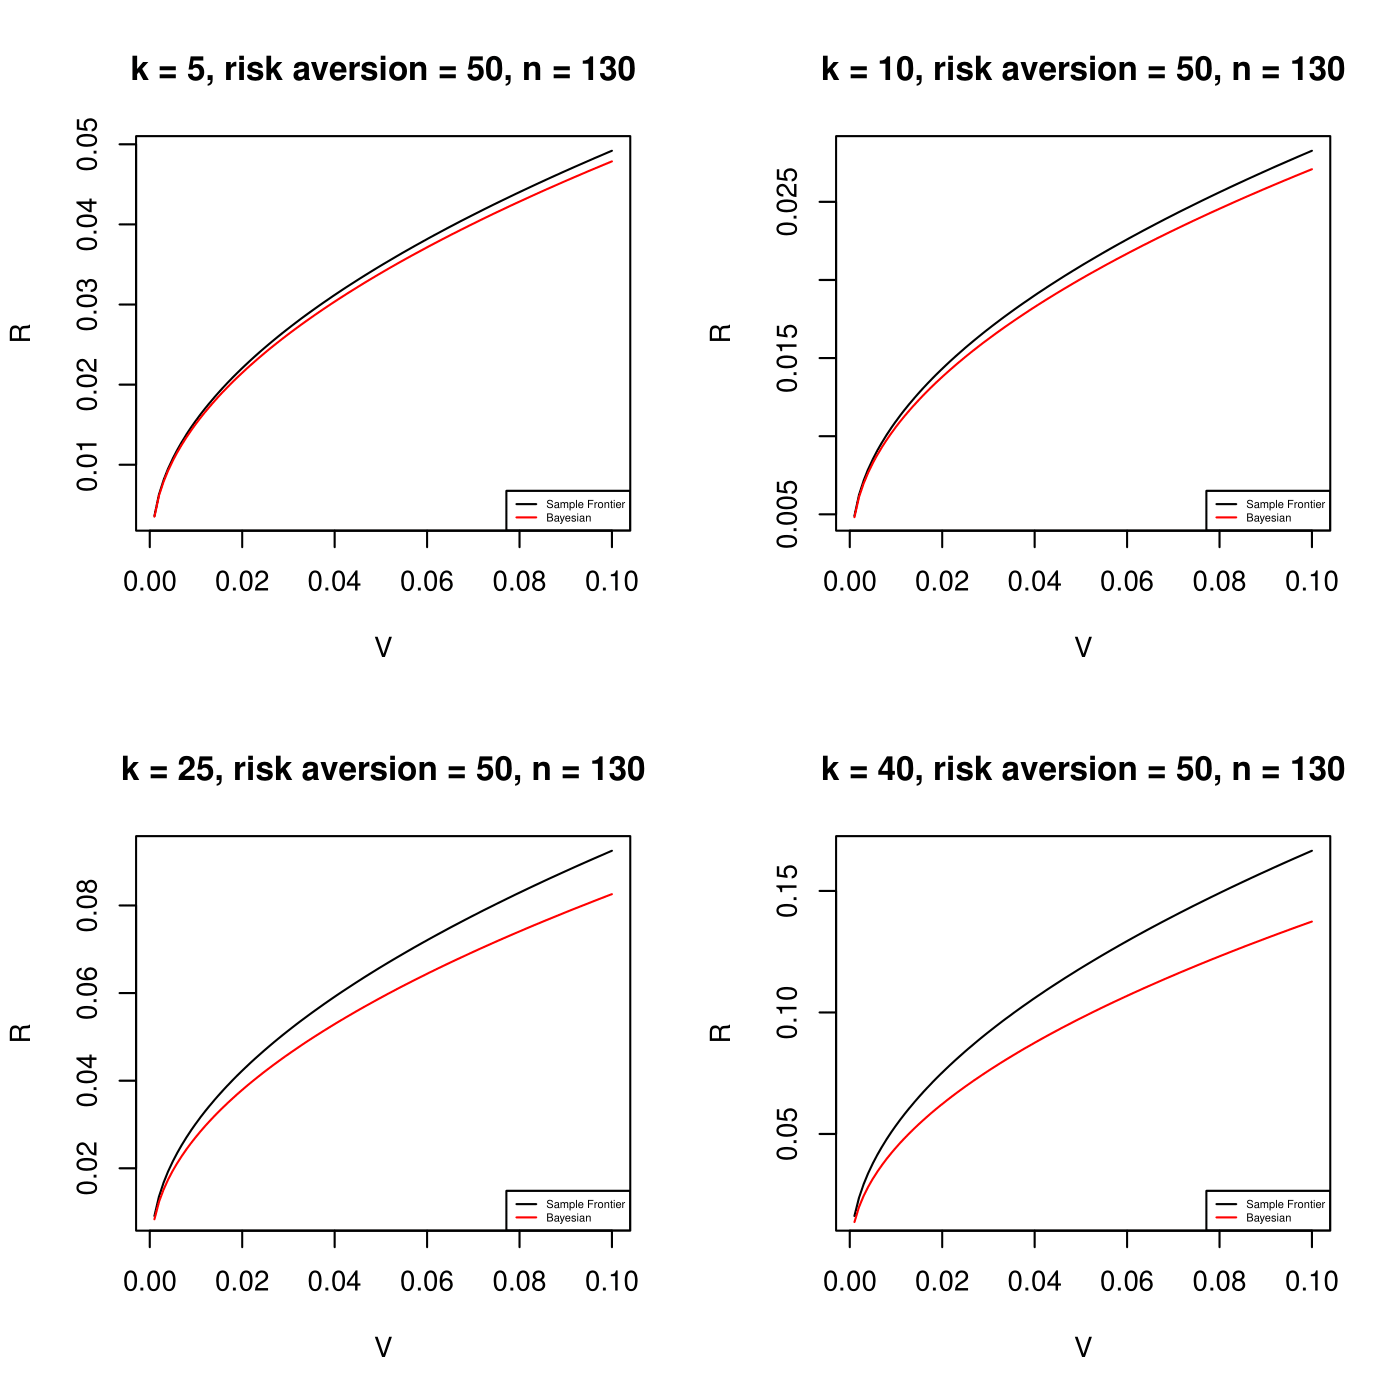 k = 5, risk aversion = 50, n = 130
R
0.05
0.04
0.03
0.02
0.01
Sample Frontier
Bayesian
0.00 0.02 0.04 0.06 0.08 0.10
V
k = 10, risk aversion = 50, n = 130
R
0.025
0.015
0.005
Sample Frontier
Bayesian
0.00 0.02 0.04 0.06 0.08 0.10
V
k = 25, risk aversion = 50, n = 130
R
0.08
0.06
0.04
0.02
Sample Frontier
Bayesian
0.00 0.02 0.04 0.06 0.08 0.10
V
k = 40, risk aversion = 50, n = 130
R
0.15
0.10
0.05
Sample Frontier
Bayesian
0.00 0.02 0.04 0.06 0.08 0.10
V